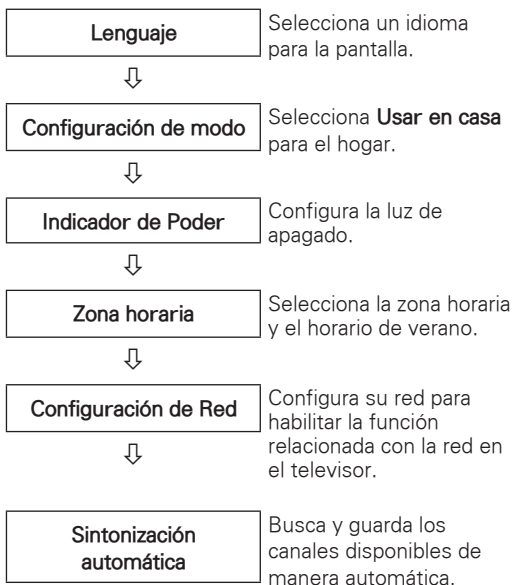 Lenguaje
Selecciona un idioma
para la pantalla.
Configuración de modo
Selecciona Usar en casa
para el hogar.
Indicador de Poder
Configura la luz de
apagado.
Zona horaria
Selecciona la zona horaria
y el horario de verano.
Configuración de Red
Configura su red para
habilitar la función
relacionada con la red en
el televisor.
Sintonización
automática
Busca y guarda los
canales disponibles de
manera automática.